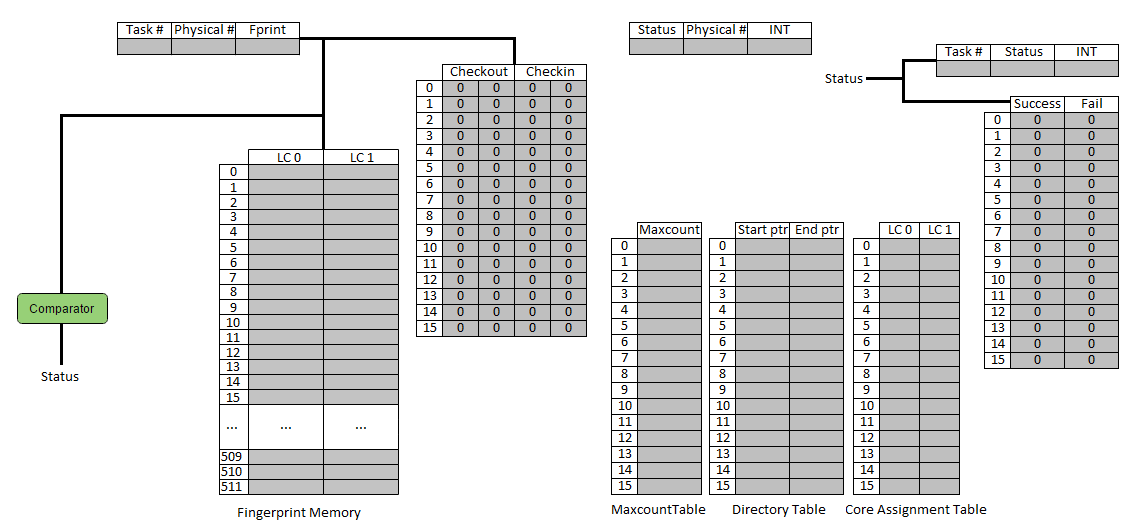 Task # Physical # Fprint
Status Physical # INT
Task # Status INT
Status
Checkout Checkin
0 0 0 0 0
1 0 0 0 0
2 0 0 0 0
3 0 0 0 0
4 0 0 0 0
5 0 0 0 0
6 0 0 0 0
7 0 0 0 0
8 0 0 0 0
9 0 0 0 0
10 0 0 0 0
11 0 0 0 0
12 0 0 0 0
13 0 0 0 0
14 0 0 0 0
15 0 0 0 0
Success Fail
0 0 0
1 0 0
2 0 0
3 0 0
4 0 0
5 0 0
6 0 0
7 0 0
8 0 0
9 0 0
10 0 0
11 0 0
12 0 0
13 0 0
14 0 0
15 0 0
Comparator
Status
LC 0 LC 1
0
1
2
3
4
5
6
7
8
9
10
11
12
13
14
15
... ... ...
509
510
511
Fingerprint Memory
Maxcount
0
1
2
3
4
5
6
7
8
9
10
11
12
13
14
15
MaxcountTable
Start ptr End ptr
0
1
2
3
4
5
6
7
8
9
10
11
12
13
14
15
Directory Table
LC 0 LC 1
0
1
2
3
4
5
6
7
8
9
10
11
12
13
14
15
Core Assignment Table